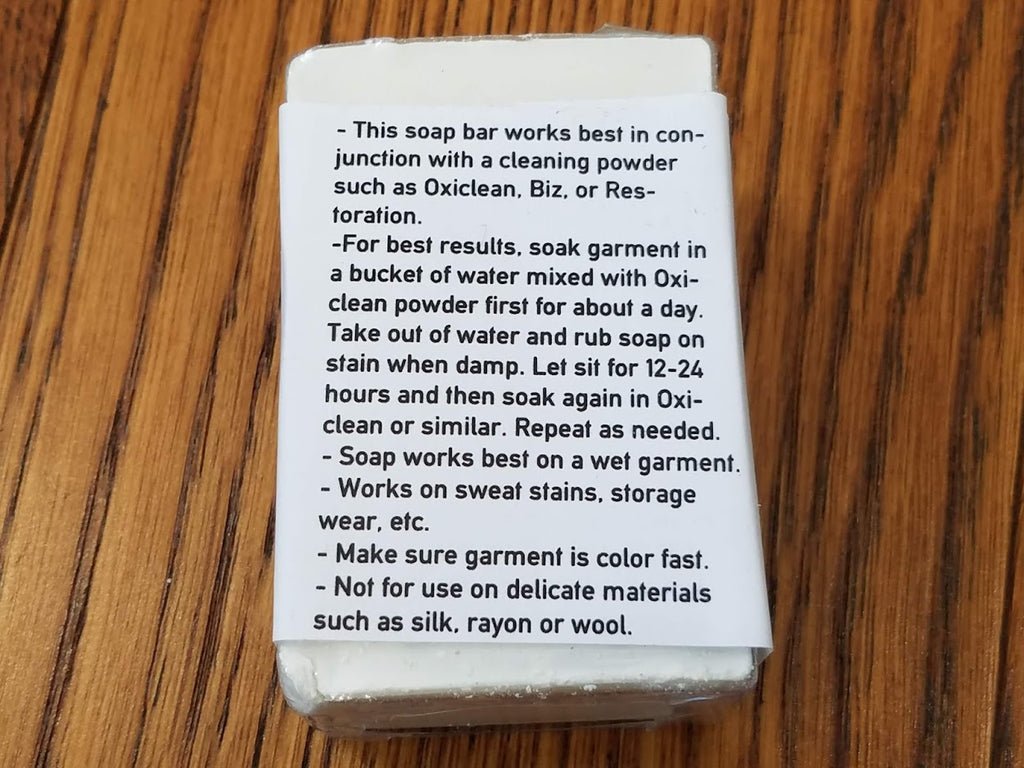 - This soap bar works best in con-
junction with a cleaning powder
such as Oxiclean, Biz, or Res-
toration.
-For best results, soak garment in
a bucket of water mixed with Oxi-
clean powder first for about a day.
Take out of water and rub soap on
stain when damp. Let sit for 12-24
hours and then soak again in Oxi-
clean or similar. Repeat as needed.
- Soap works best on a wet garment.
- Works on sweat stains, storage
wear, etc.
- Make sure garment is color fast.
- Not for use on delicate materials
such as silk, rayon or wool.